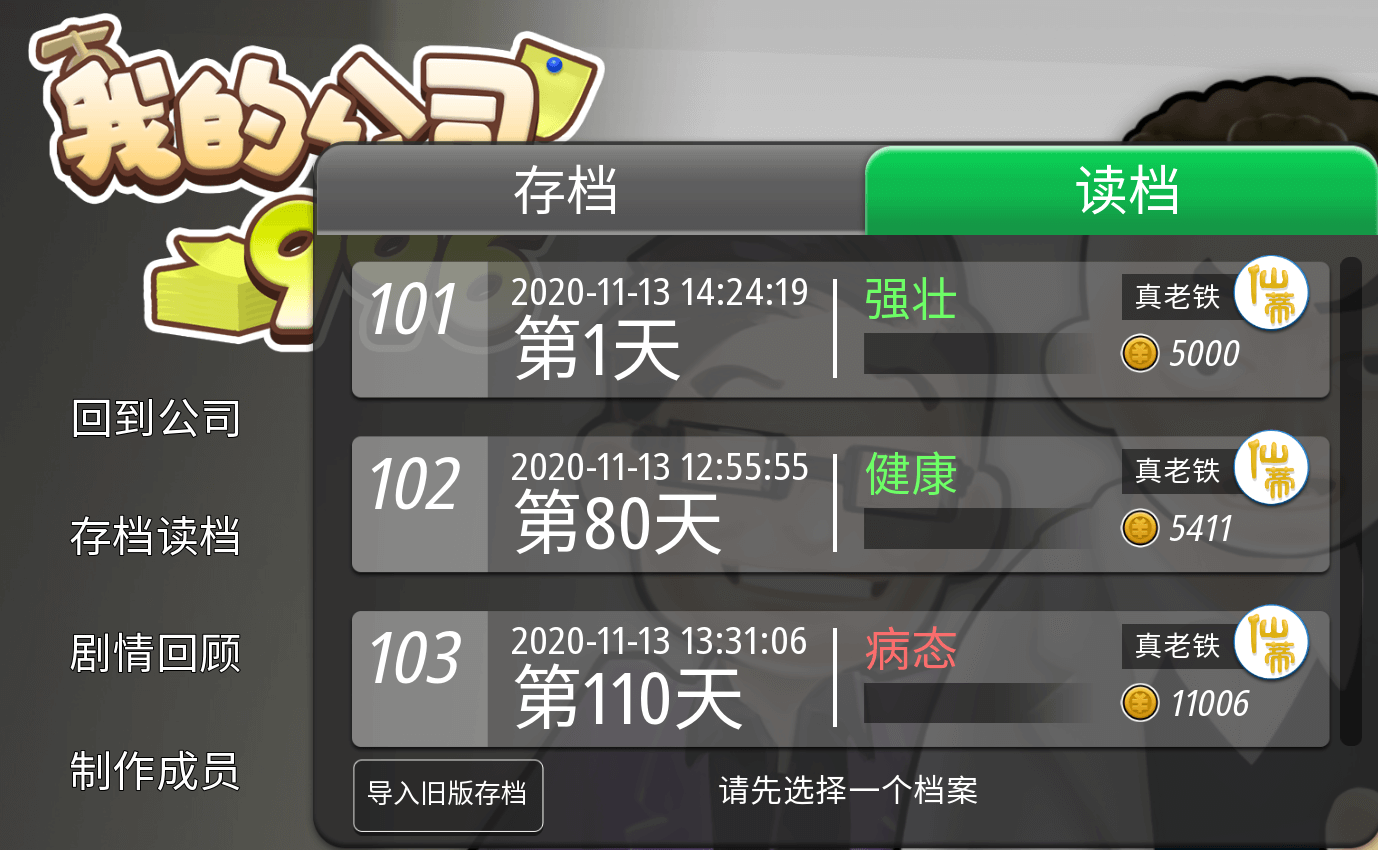 我的公司
996
存档
读档
101
2020-11-13 14:24:19
第1天
强壮
真老铁
5000
102
2020-11-13 12:55:55
第80天
健康
真老铁
5411
103
2020-11-13 13:31:06
第110天
病态
真老铁
11006
回到公司
存档读档
剧情回顾
制作成员
导入旧版存档
请先选择一个档案